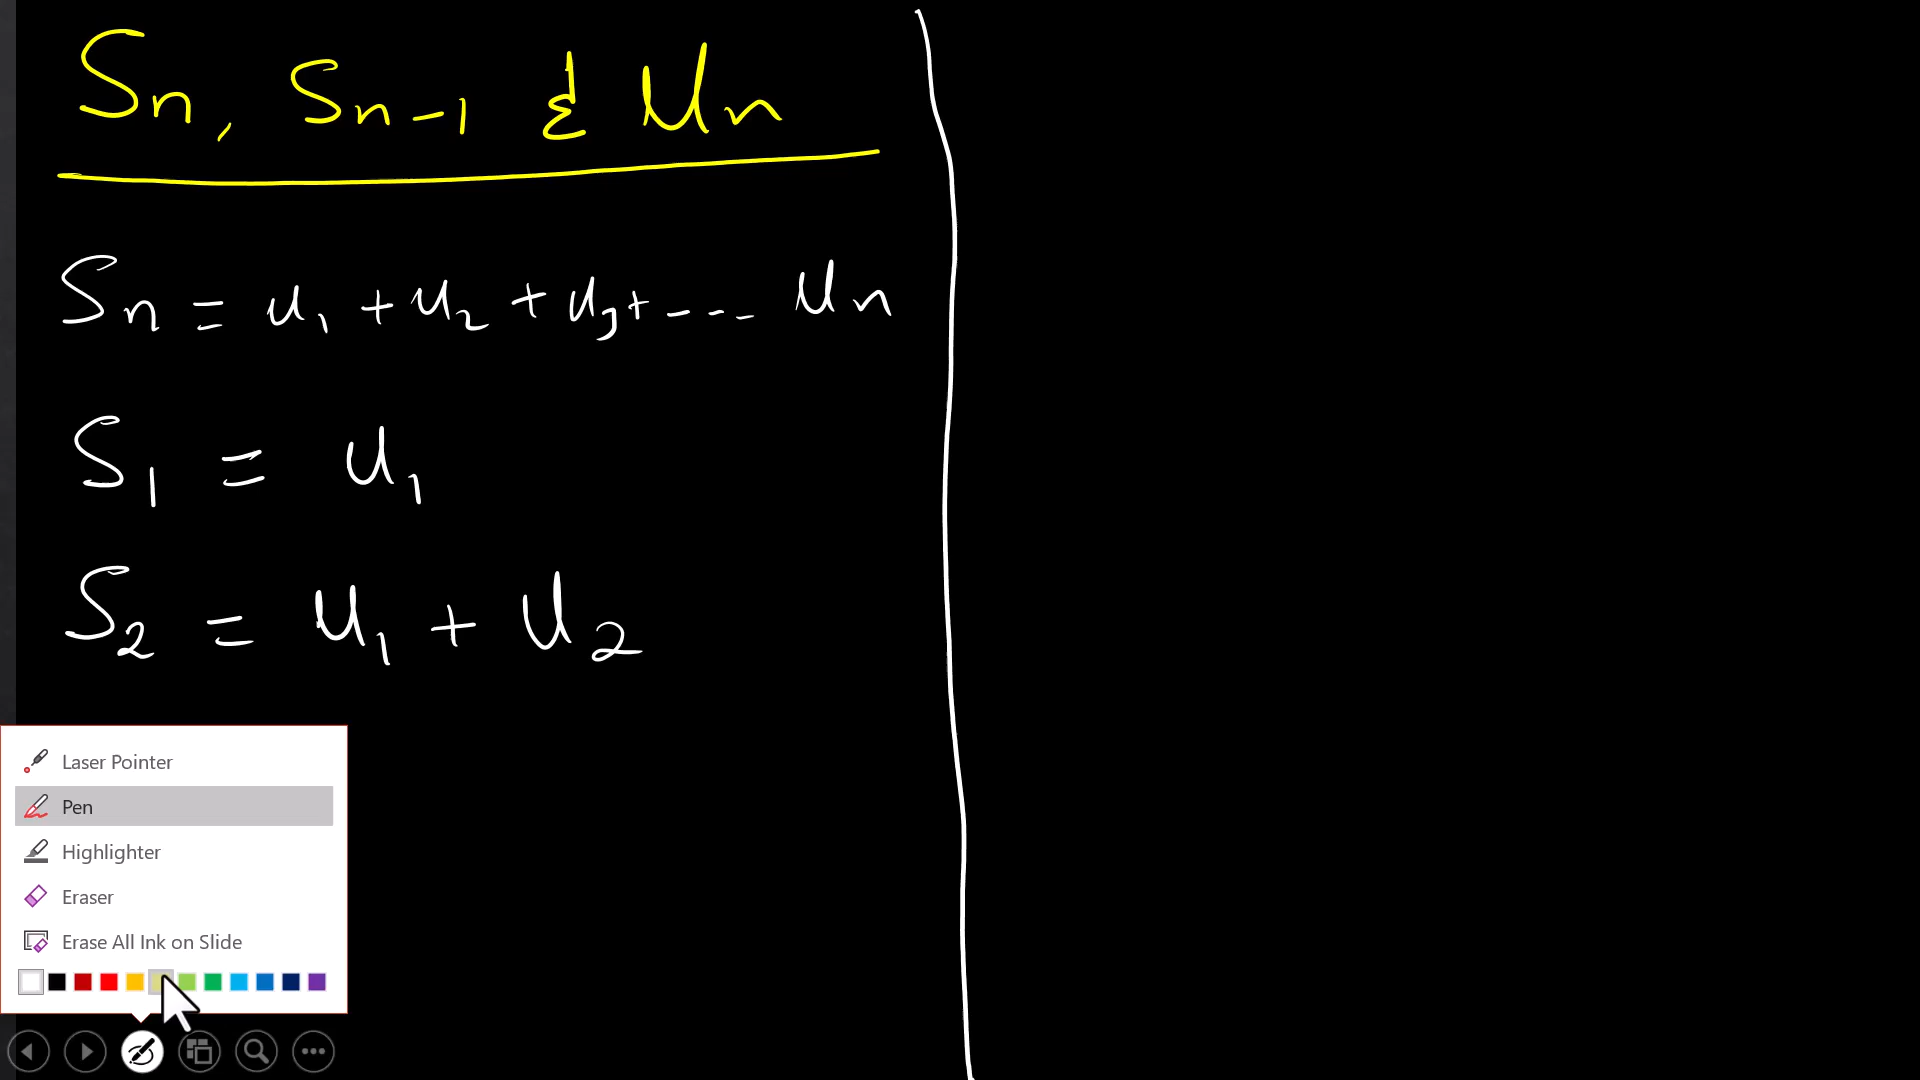 Sn, Sn-1 & Un
Sn = u1 + u2 + u3 + ---- Un
S1 = U1
S2 = U1 + U2
Laser Pointer
Pen
Highlighter
Eraser
Erase All Ink on Slide